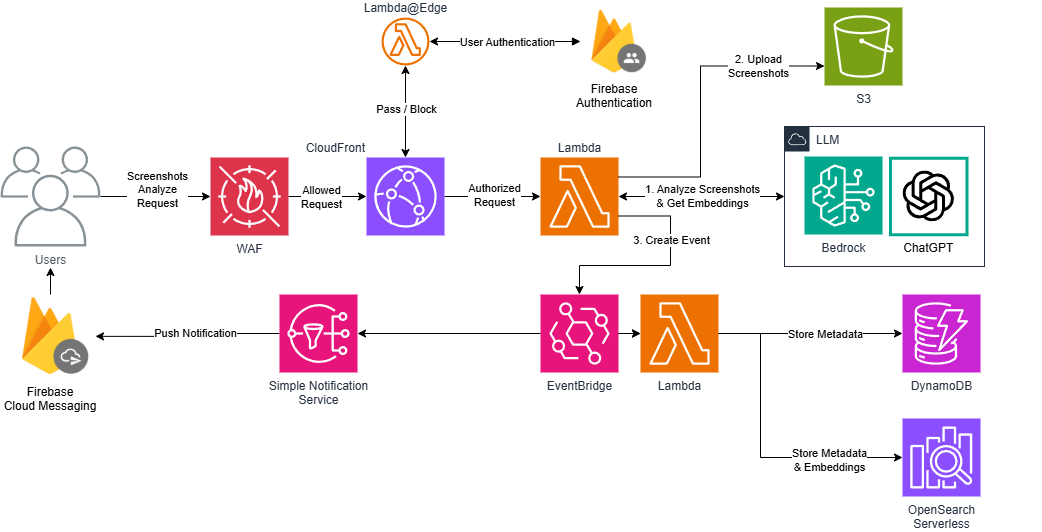 Lambda@Edge
User Authentication
Firebase
Authentication
2. Upload
Screenshots
S3
Pass / Block
CloudFront
Lambda
LLM
Screenshots
Analyze
Request
Allowed
Request
Authorized
Request
1. Analyze Screenshots
& Get Embeddings
WAF
Bedrock
ChatGPT
Users
3. Create Event
Push Notification
Store Metadata
Firebase
Cloud Messaging
Simple Notification
Service
EventBridge
Lambda
DynamoDB
Store Metadata
& Embeddings
OpenSearch
Serverless